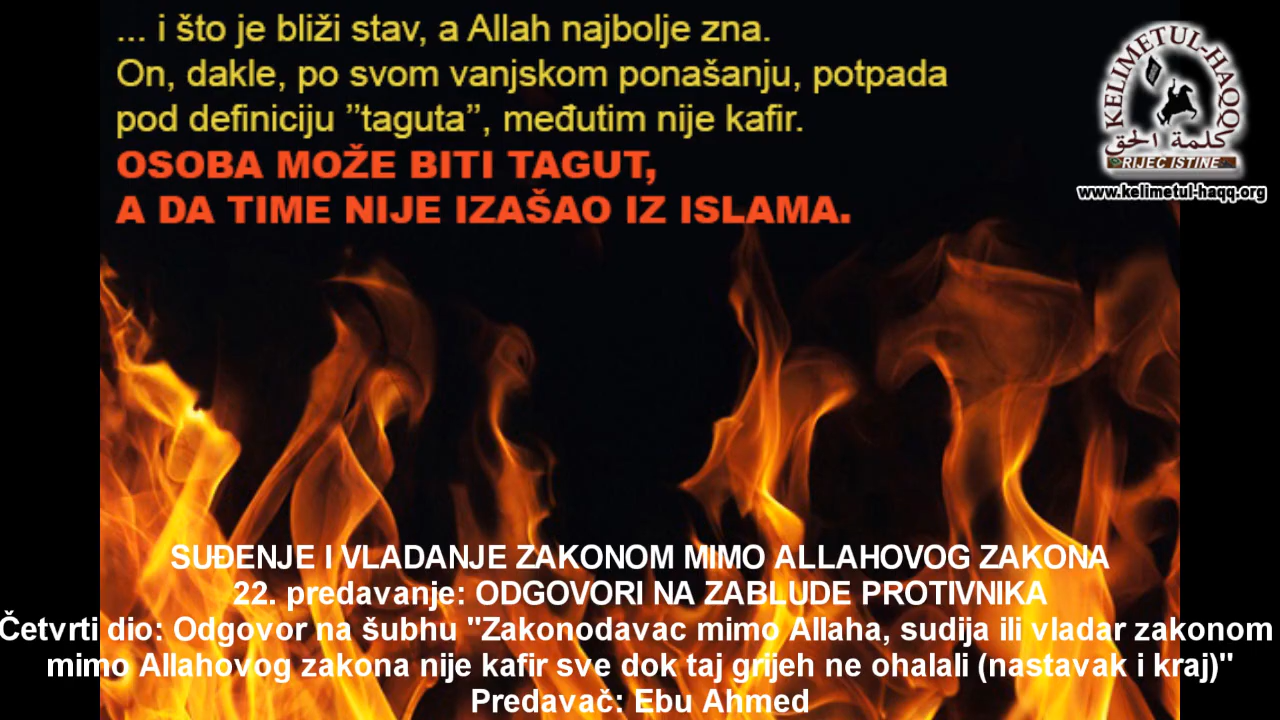 ... i što je bliži stav, a Allah najbolje zna.
On, dakle, po svom vanjskom ponašanju, potpada
pod definiciju ”taguta”, međutim nije kafir.
OSOBA MOŽE BITI TAGUT,
A DA TIME NIJE IZAŠAO IZ ISLAMA.
KELIMETUL-HAQQ
كلمة الحق
RIJEC ISTINE
www.kelimetul-haqq.org
SUĐENJE I VLADANJE ZAKONOM MIMO ALLAHOVOG ZAKONA
22. predavanje: ODGOVORI NA ZABLUDE PROTIVNIKA
Četvrti dio: Odgovor na šubhu "Zakonodavac mimo Allaha, sudija ili vladar zakonom
mimo Allahovog zakona nije kafir sve dok taj grijeh ne ohalali (nastavak i kraj)"
Predavač: Ebu Ahmed